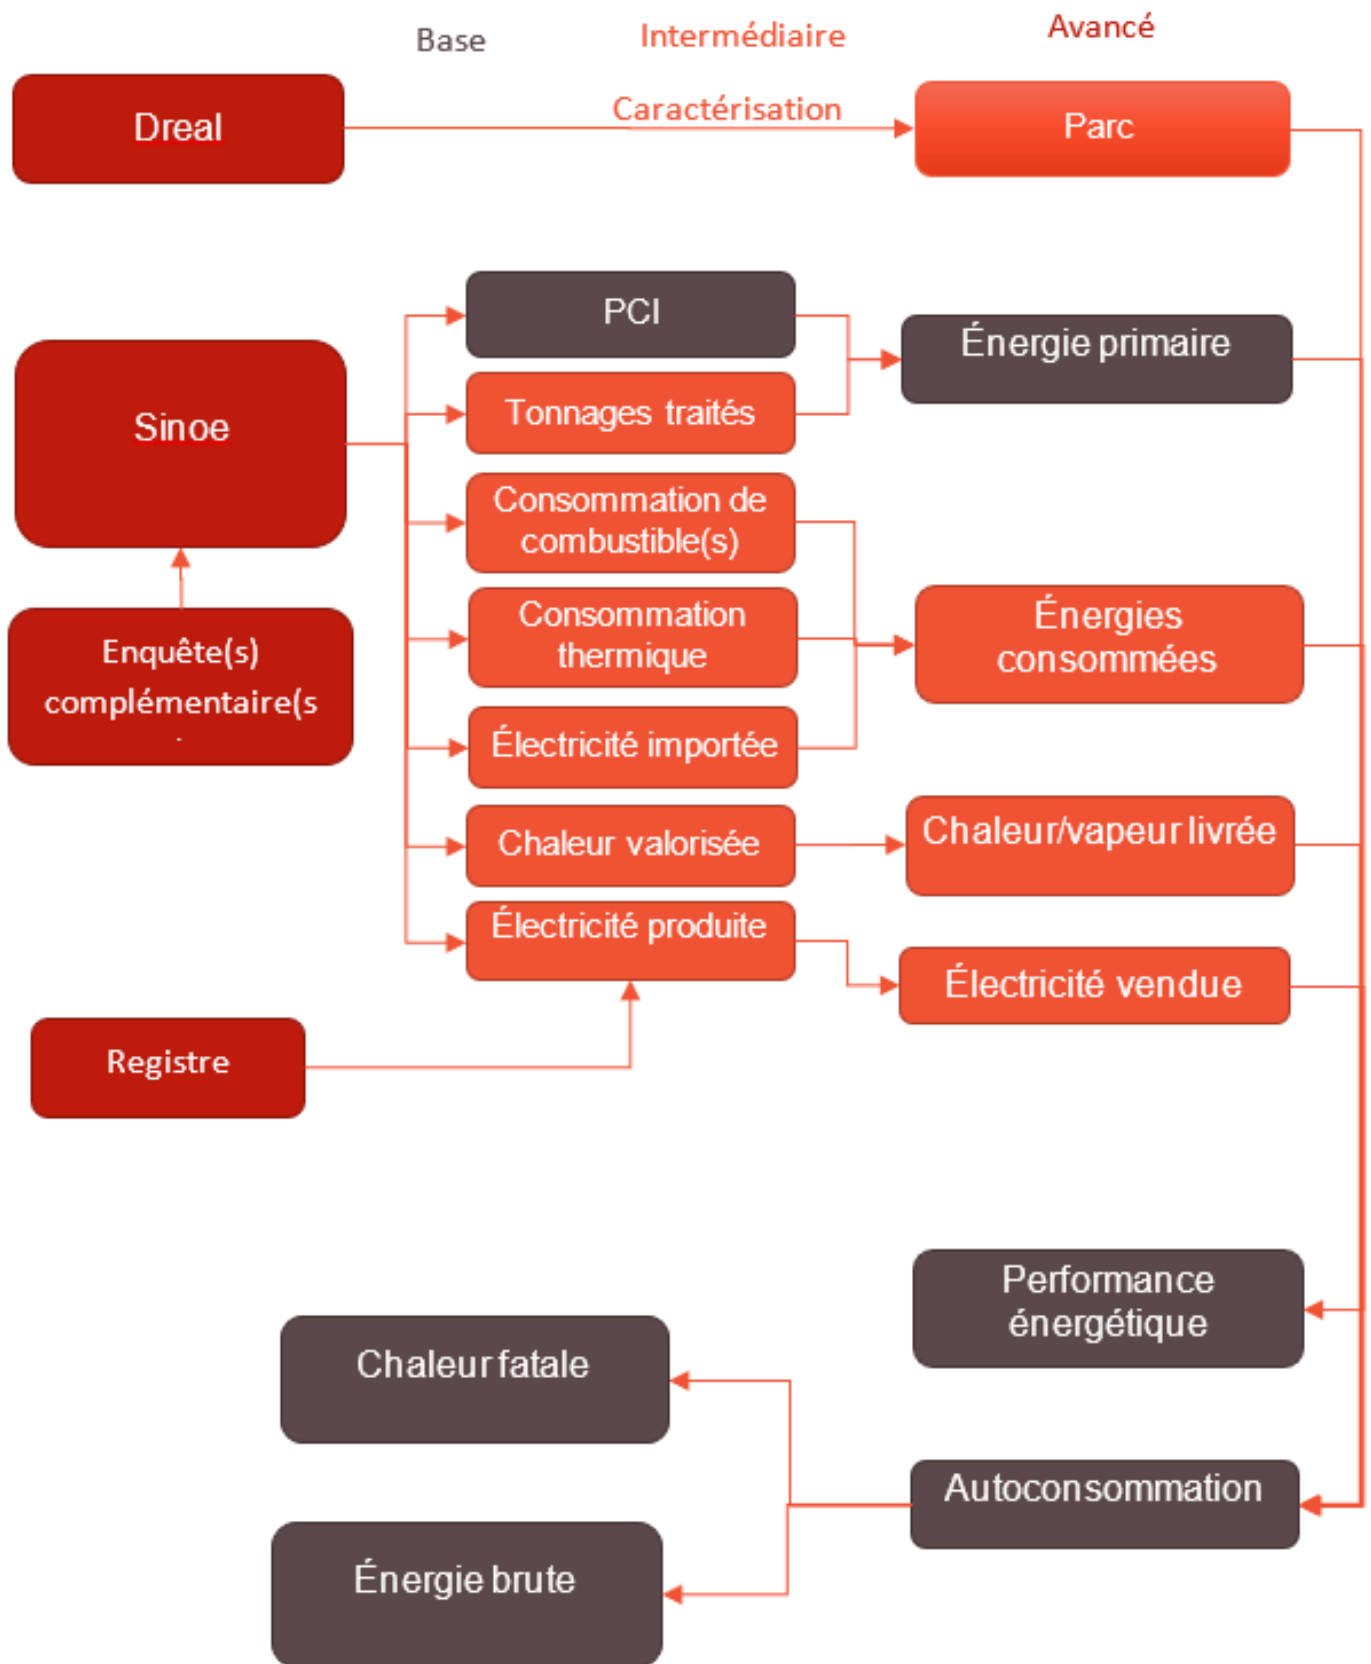 Base
Intermédiaire
Avancé
Dreal
Caractérisation
Parc
PCI
Énergie primaire
Sinoe
Tonnages traités
Consommation de
combustible(s)
Consommation
thermique
Énergies
consommées
Enquête(s)
complémentaire(s
.
Électricité importée
Chaleur valorisée
Chaleur/vapeur livrée
Électricité produite
Électricité vendue
Registre
Performance
énergétique
Chaleur fatale
Autoconsommation
Énergie brute